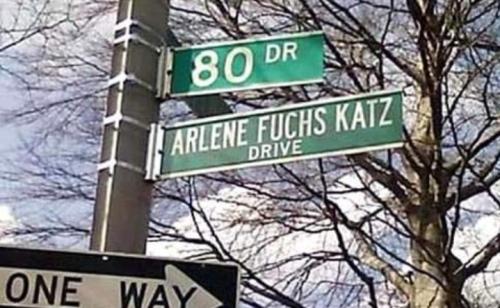 80 DR
ARLENE FUCHS KATZ
DRIVE
ONE WAY